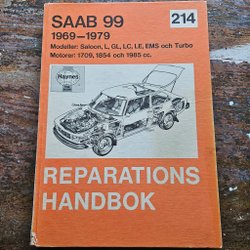 SAAB 99
214
1969–1979
Modeller: Saloon, L, GL, LC, LE, EMS och Turbo
Motorer: 1709, 1854 och 1985 cc.
Haynes
REPARATIONS
HANDBOK